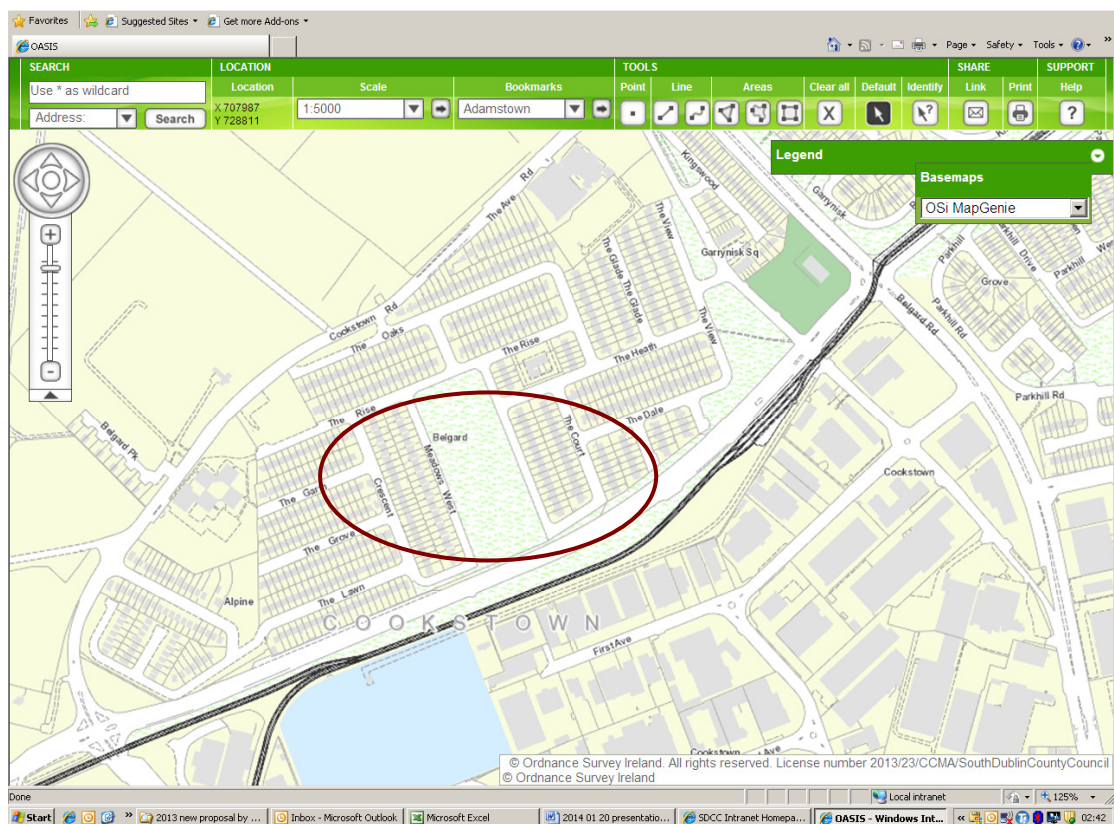 Favorites Suggested Sites Get more Add-ons
OASIS Page Safety Tools »
SEARCH LOCATION TOOLS SHARE SUPPORT
Use * as wildcard Location Scale Bookmarks Point Line Areas Clear all Default Identify Link Print Help
X 707987
Y 728811
Address: Search 1:5000 Adamstown X ?
Legend
Basemaps
OSi MapGenie
Kingswood
Garrynisk
The Ave
Rd
The View
Garrynisk Sq
The Glade The Glade
Parkhill
Parkhill Drive
Parkhill
Grove
Belgard Rd
Parkhill Rd
Cookstown Rd
The Oaks
The View
The Rise
The Heath
Parkhill Rd
The Rise
The Dale
The Court
Belgard
Meadows West
Belgard Pk
Crescent
Cookstown
The Garth
The Grove
Alpine
The Lawn
COOKSTOWN
First Ave
Cookstown Ave
© Ordnance Survey Ireland. All rights reserved. License number 2013/23/CCMA/SouthDublinCountyCouncil
© Ordnance Survey Ireland
Done Local intranet 125%
Start » 2013 new proposal by ... Inbox - Microsoft Outlook Microsoft Excel 2014 01 20 presentatio... SDCC Intranet Homepa... OASIS - Windows Int... « 02:42